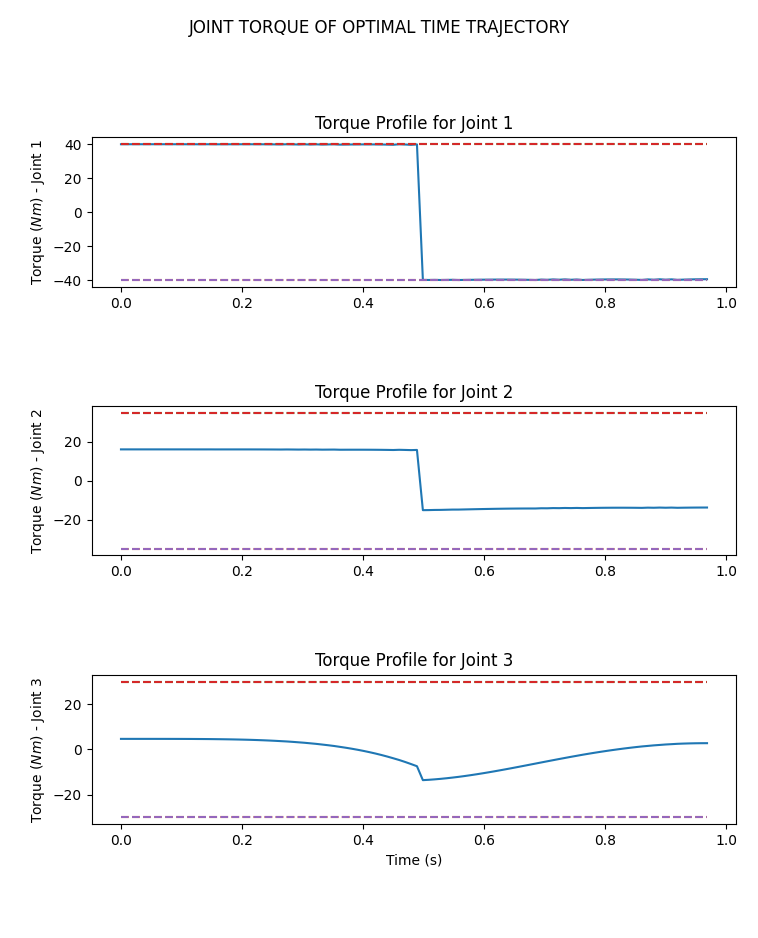 JOINT TORQUE OF OPTIMAL TIME TRAJECTORY
Torque Profile for Joint 1
Torque (Nm) - Joint 1
40
20
0
−20
−40
0.0 0.2 0.4 0.6 0.8 1.0
Torque Profile for Joint 2
Torque (Nm) - Joint 2
20
0
−20
0.0 0.2 0.4 0.6 0.8 1.0
Torque Profile for Joint 3
Torque (Nm) - Joint 3
20
0
−20
0.0 0.2 0.4 0.6 0.8 1.0
Time (s)